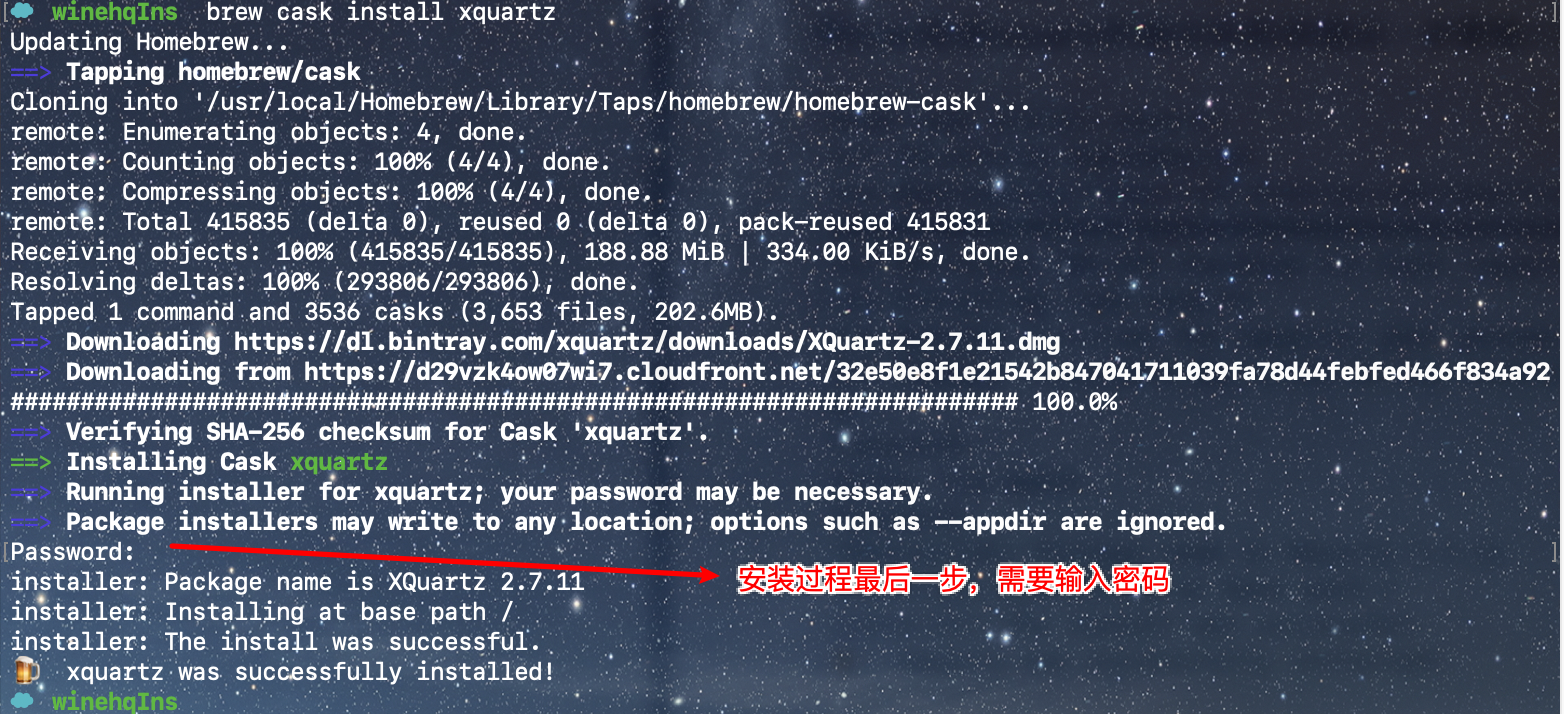 winehqIns brew cask install xquartz
Updating Homebrew...
==> Tapping homebrew/cask
Cloning into '/usr/local/Homebrew/Library/Taps/homebrew/homebrew-cask'...
remote: Enumerating objects: 4, done.
remote: Counting objects: 100% (4/4), done.
remote: Compressing objects: 100% (4/4), done.
remote: Total 415835 (delta 0), reused 0 (delta 0), pack-reused 415831
Receiving objects: 100% (415835/415835), 188.88 MiB | 334.00 KiB/s, done.
Resolving deltas: 100% (293806/293806), done.
Tapped 1 command and 3536 casks (3,653 files, 202.6MB).
==> Downloading https://dl.bintray.com/xquartz/downloads/XQuartz-2.7.11.dmg
==> Downloading from https://d29vzk4ow07wi7.cloudfront.net/32e50e8f1e21542b847041711039fa78d44febfed466f834a92
######################################################################## 100.0%
==> Verifying SHA-256 checksum for Cask 'xquartz'.
==> Installing Cask xquartz
==> Running installer for xquartz; your password may be necessary.
==> Package installers may write to any location; options such as --appdir are ignored.
Password:
installer: Package name is XQuartz 2.7.11
安装过程最后一步，需要输入密码
installer: Installing at base path /
installer: The install was successful.
🍺 xquartz was successfully installed!
winehqIns